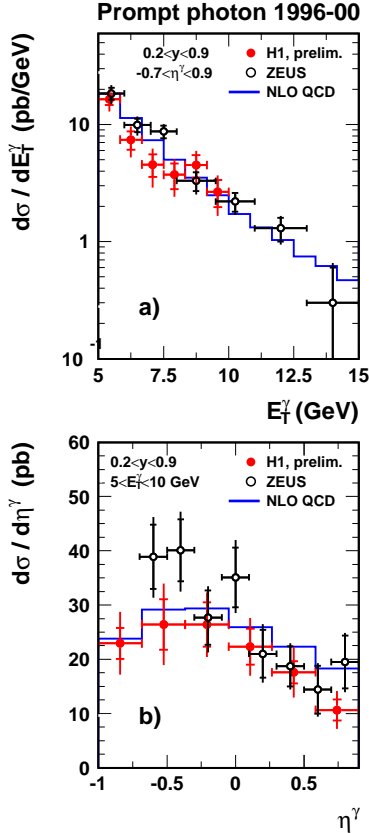 Prompt photon 1996-00
dσ / dE_T^γ (pb/GeV)
0.2<y<0.9
-0.7<η^γ<0.9
H1, prelim.
ZEUS
NLO QCD
10
1
10
-1
a)
5
7.5
10
12.5
15
E_T^γ (GeV)
dσ / dη^γ (pb)
0.2<y<0.9
5<E_T^γ<10 GeV
H1, prelim.
ZEUS
NLO QCD
60
50
40
30
20
10
0
b)
-1
-0.5
0
0.5
η^γ